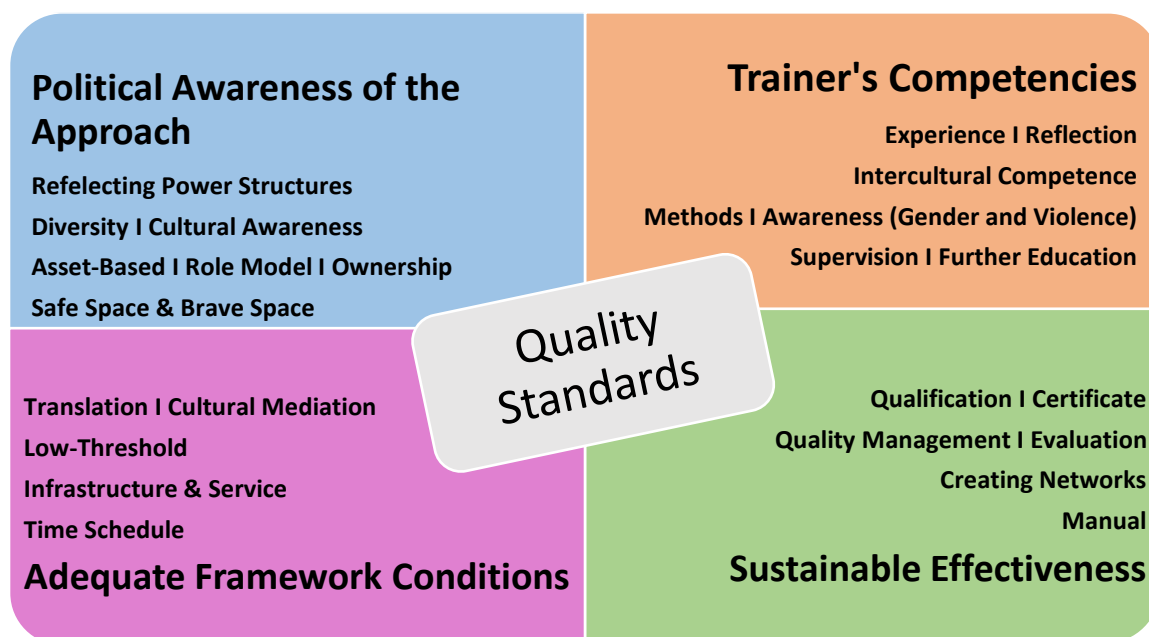 Political Awareness of the
Approach
Refelecting Power Structures
Diversity I Cultural Awareness
Asset-Based I Role Model I Ownership
Safe Space & Brave Space
Trainer's Competencies
Experience I Reflection
Intercultural Competence
Methods I Awareness (Gender and Violence)
Supervision I Further Education
Quality
Standards
Translation I Cultural Mediation
Low-Threshold
Infrastructure & Service
Time Schedule
Adequate Framework Conditions
Qualification I Certificate
Quality Management I Evaluation
Creating Networks
Manual
Sustainable Effectiveness